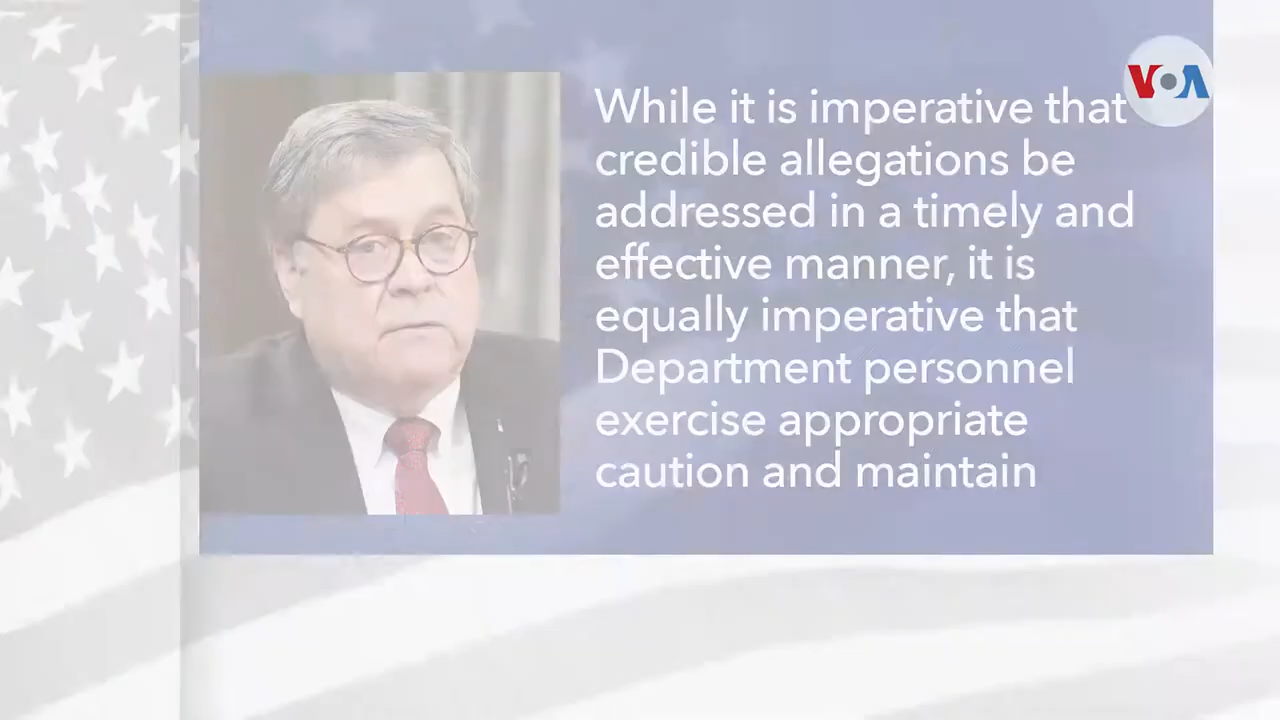 While it is imperative that
credible allegations be
addressed in a timely and
effective manner, it is
equally imperative that
Department personnel
exercise appropriate
caution and maintain
VOA